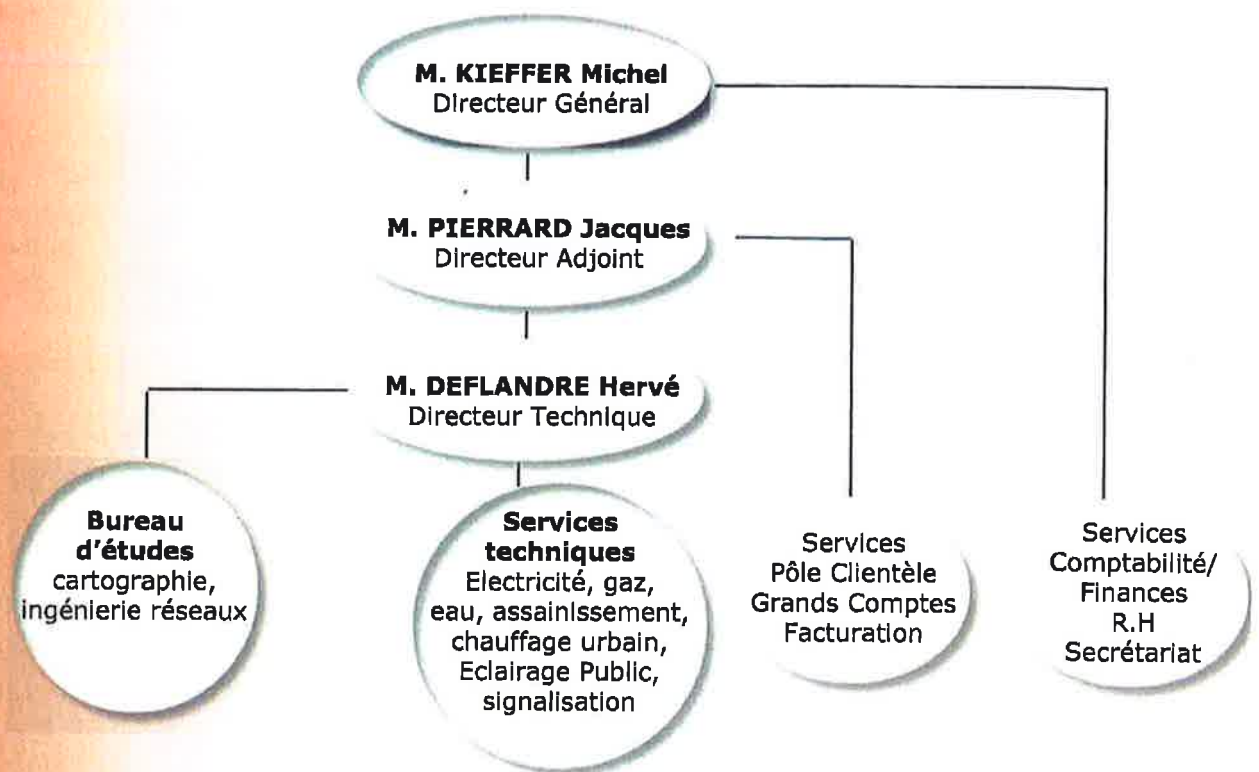 M. KIEFFER Michel
Directeur Général
M. PIERRARD Jacques
Directeur Adjoint
M. DEFLANDRE Hervé
Directeur Technique
Bureau
d'études
cartographie,
ingénierie réseaux
Services
techniques
Electricité, gaz,
eau, assainissement,
chauffage urbain,
Eclairage Public,
signalisation
Services
Pôle Clientèle
Grands Comptes
Facturation
Services
Comptabilité/
Finances
R.H
Secrétariat